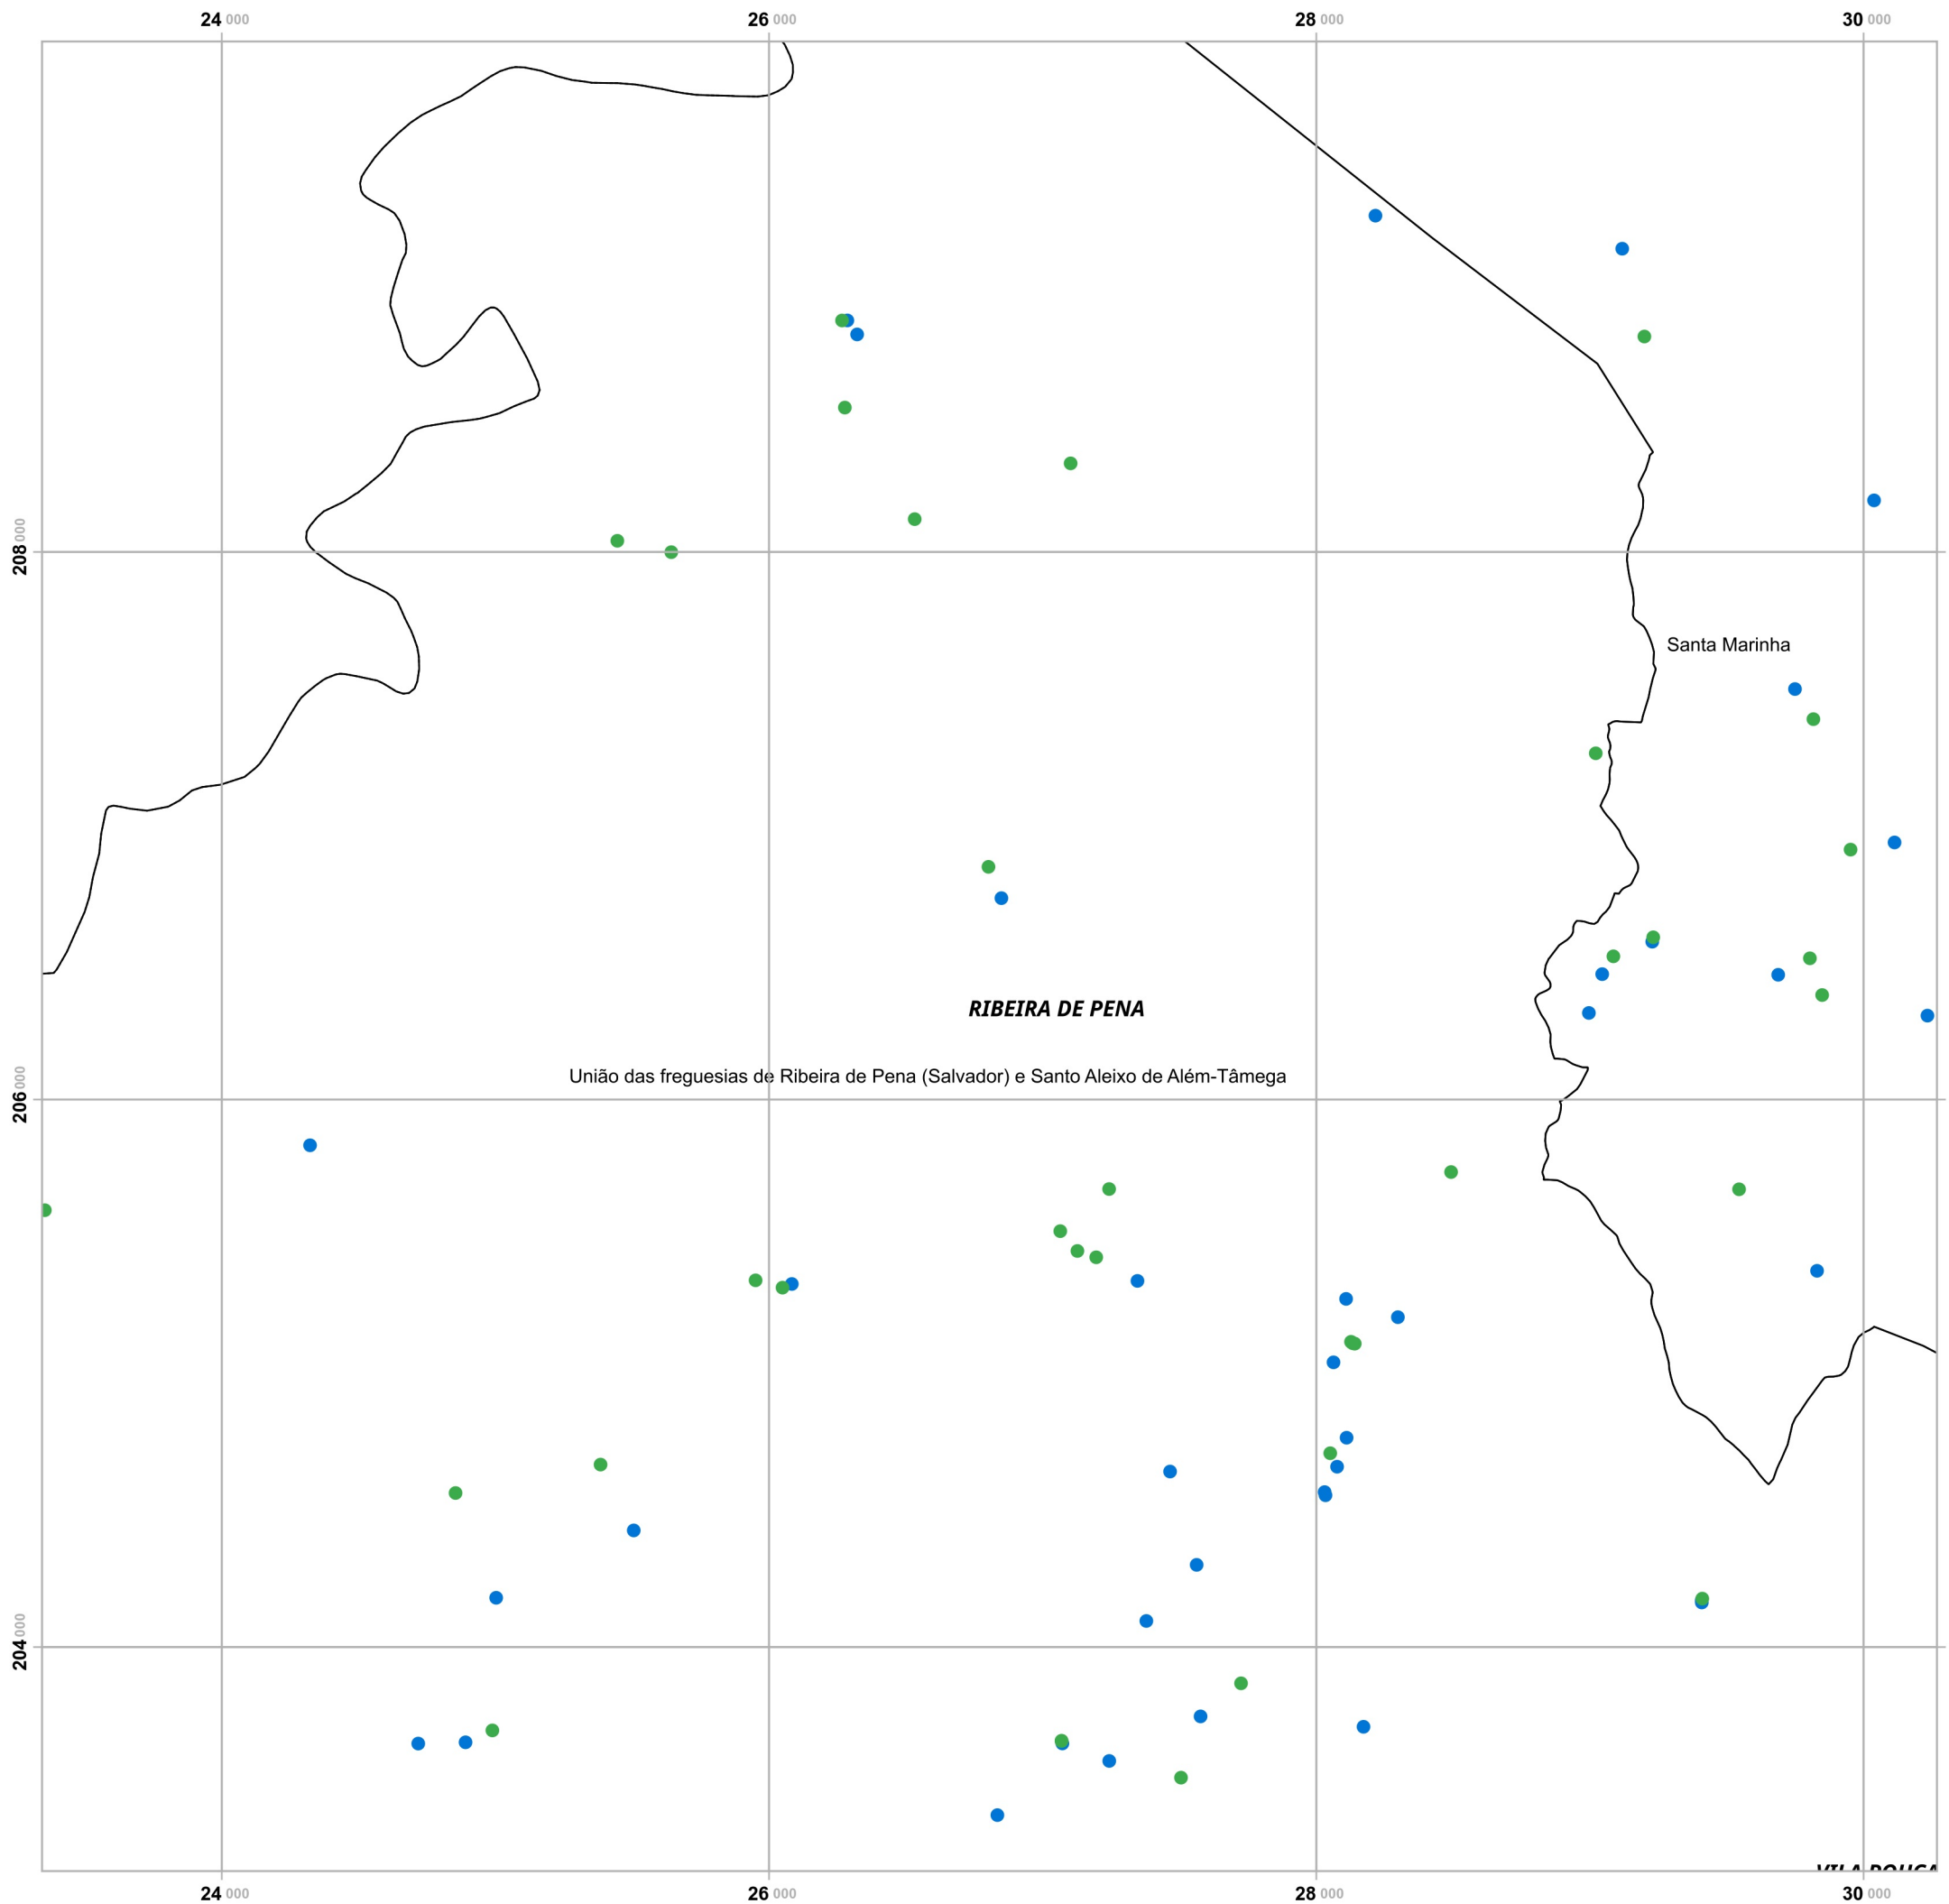 24 000 26 000 28 000 30 000
208 000
Santa Marinha
RIBEIRA DE PENA
União das freguesias de Ribeira de Pena (Salvador) e Santo Aleixo de Além-Tâmega
206 000
204 000
24 000 26 000 28 000 30 000